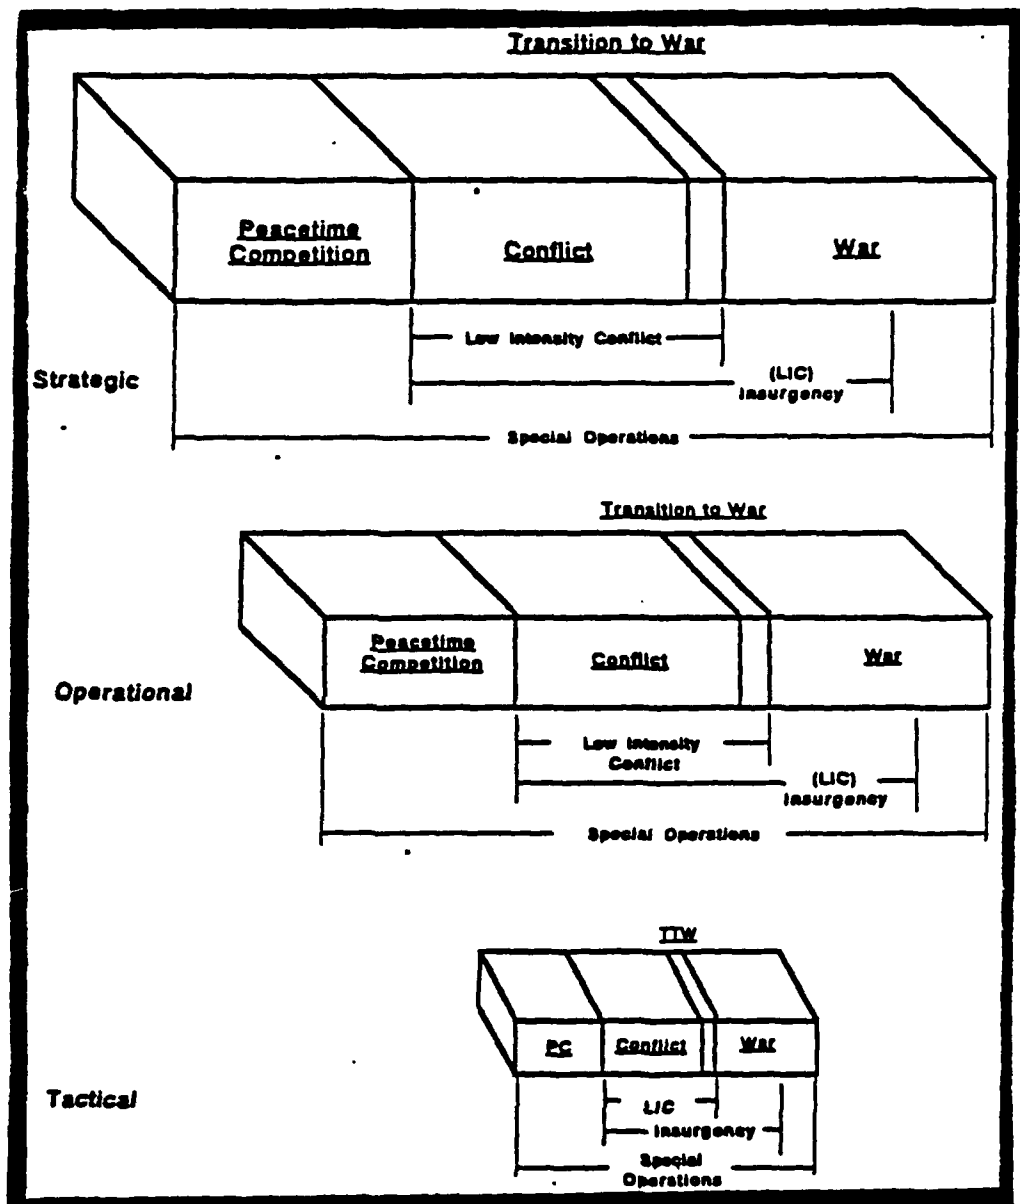 Transition to War
Peacetime
Competition
Conflict
War
Low Intensity Conflict
Strategic
(LIC)
Insurgency
Special Operations
Transition to War
Peacetime
Competition
Conflict
War
Operational
Low Intensity
Conflict
(LIC)
Insurgency
Special Operations
TTW
PC
Conflict
War
Tactical
LIC
Insurgency
Special
Operations